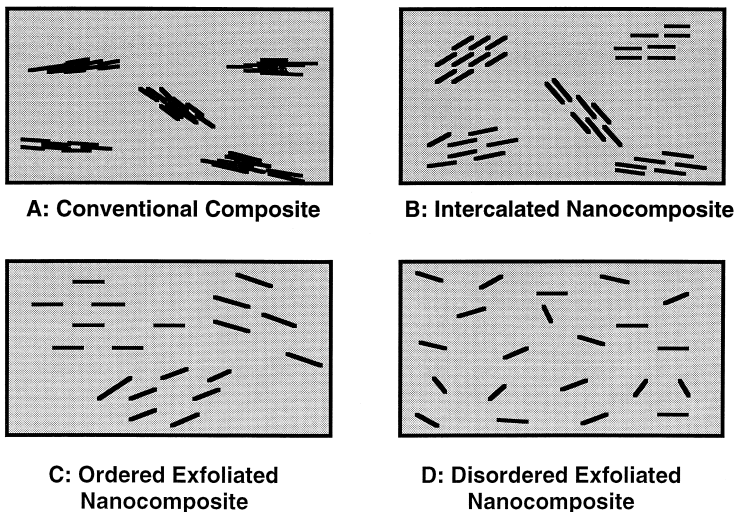 A: Conventional Composite
B: Intercalated Nanocomposite
C: Ordered Exfoliated
Nanocomposite
D: Disordered Exfoliated
Nanocomposite